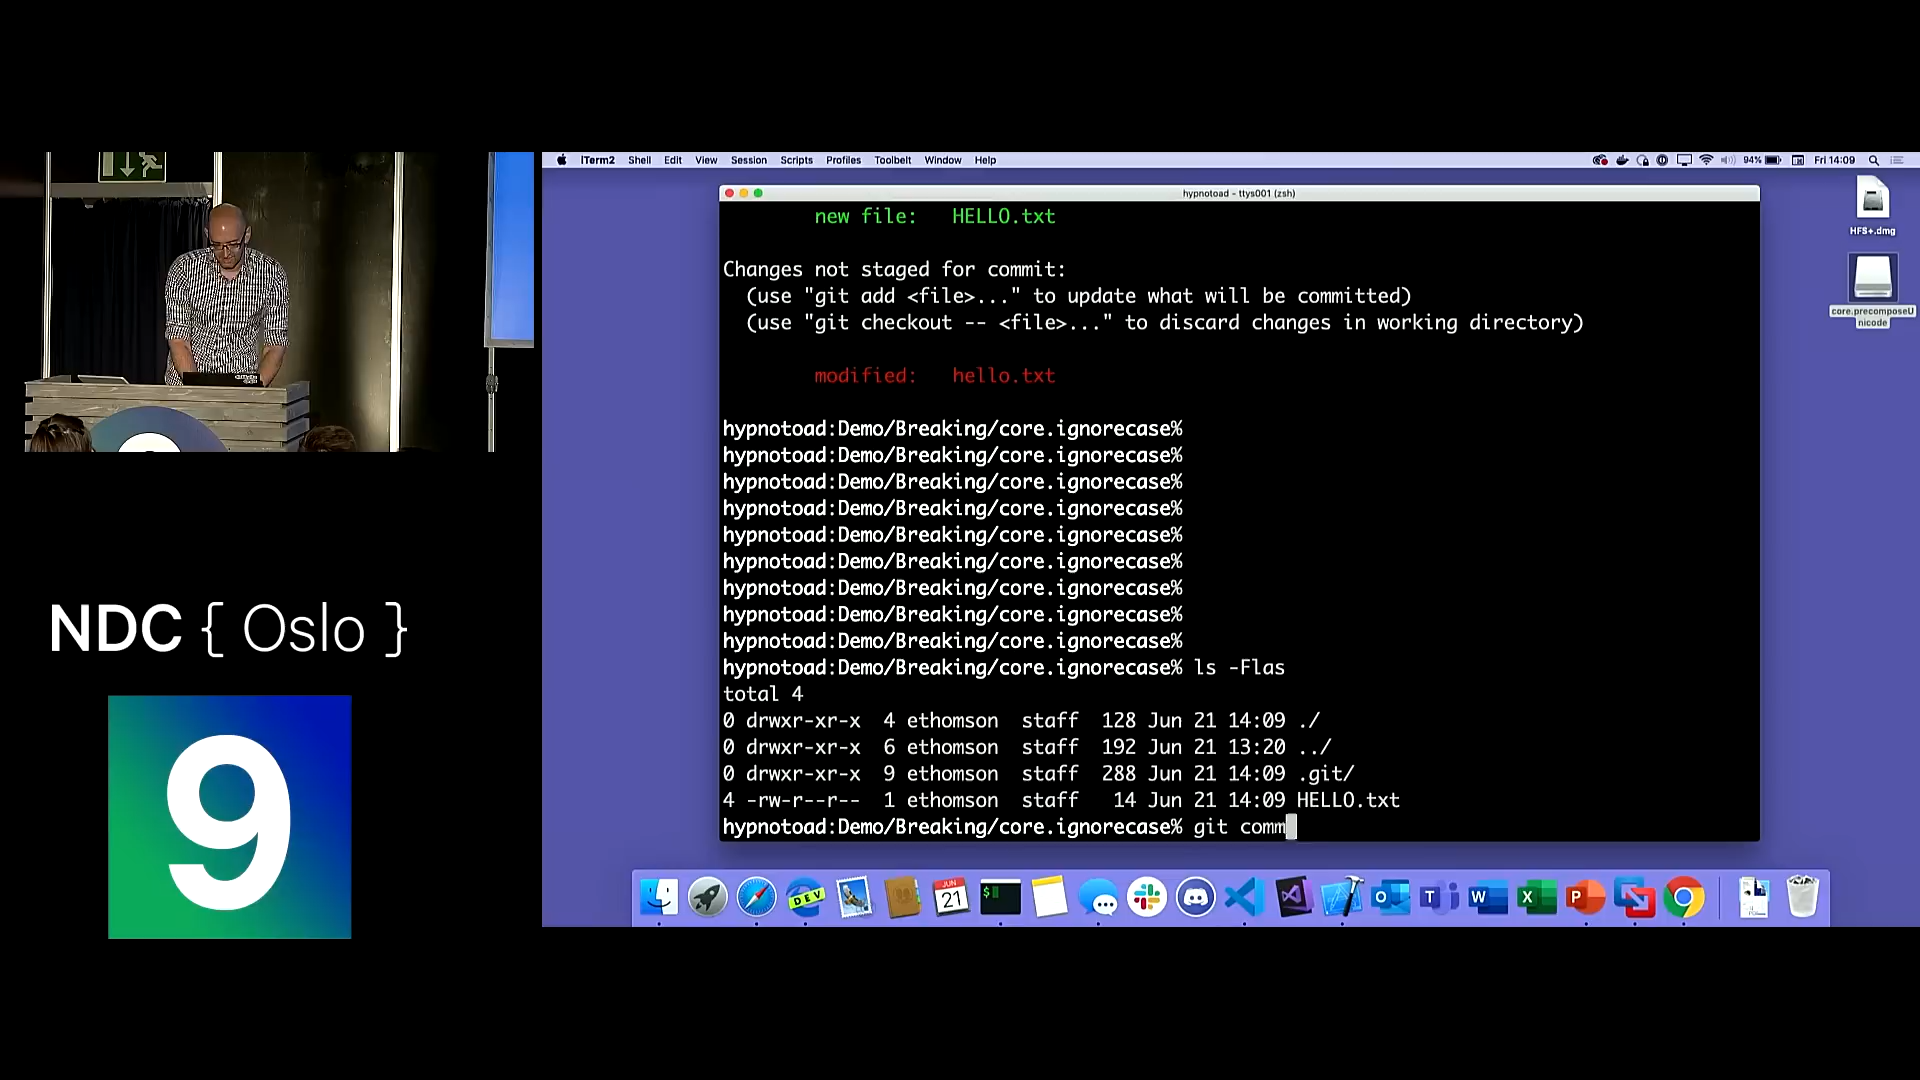 iTerm2 Shell Edit View Session Scripts Profiles Toolbelt Window Help
94% Fri 14:09
hypnotoad - ttys001 (zsh)
new file: HELLO.txt
Changes not staged for commit:
(use "git add <file>..." to update what will be committed)
(use "git checkout -- <file>..." to discard changes in working directory)
modified: hello.txt
hypnotoad:Demo/Breaking/core.ignorecase%
hypnotoad:Demo/Breaking/core.ignorecase%
hypnotoad:Demo/Breaking/core.ignorecase%
hypnotoad:Demo/Breaking/core.ignorecase%
hypnotoad:Demo/Breaking/core.ignorecase%
hypnotoad:Demo/Breaking/core.ignorecase%
hypnotoad:Demo/Breaking/core.ignorecase%
hypnotoad:Demo/Breaking/core.ignorecase%
hypnotoad:Demo/Breaking/core.ignorecase%
hypnotoad:Demo/Breaking/core.ignorecase% ls -Flas
total 4
0 drwxr-xr-x 4 ethomson staff 128 Jun 21 14:09 ./
0 drwxr-xr-x 6 ethomson staff 192 Jun 21 13:20 ../
0 drwxr-xr-x 9 ethomson staff 288 Jun 21 14:09 .git/
4 -rw-r--r-- 1 ethomson staff 14 Jun 21 14:09 HELLO.txt
hypnotoad:Demo/Breaking/core.ignorecase% git comm
HFS+.dmg
core.precomposeU
nicode
NDC { Oslo }
9
DEV
JUN
21
$
T
W
X
P